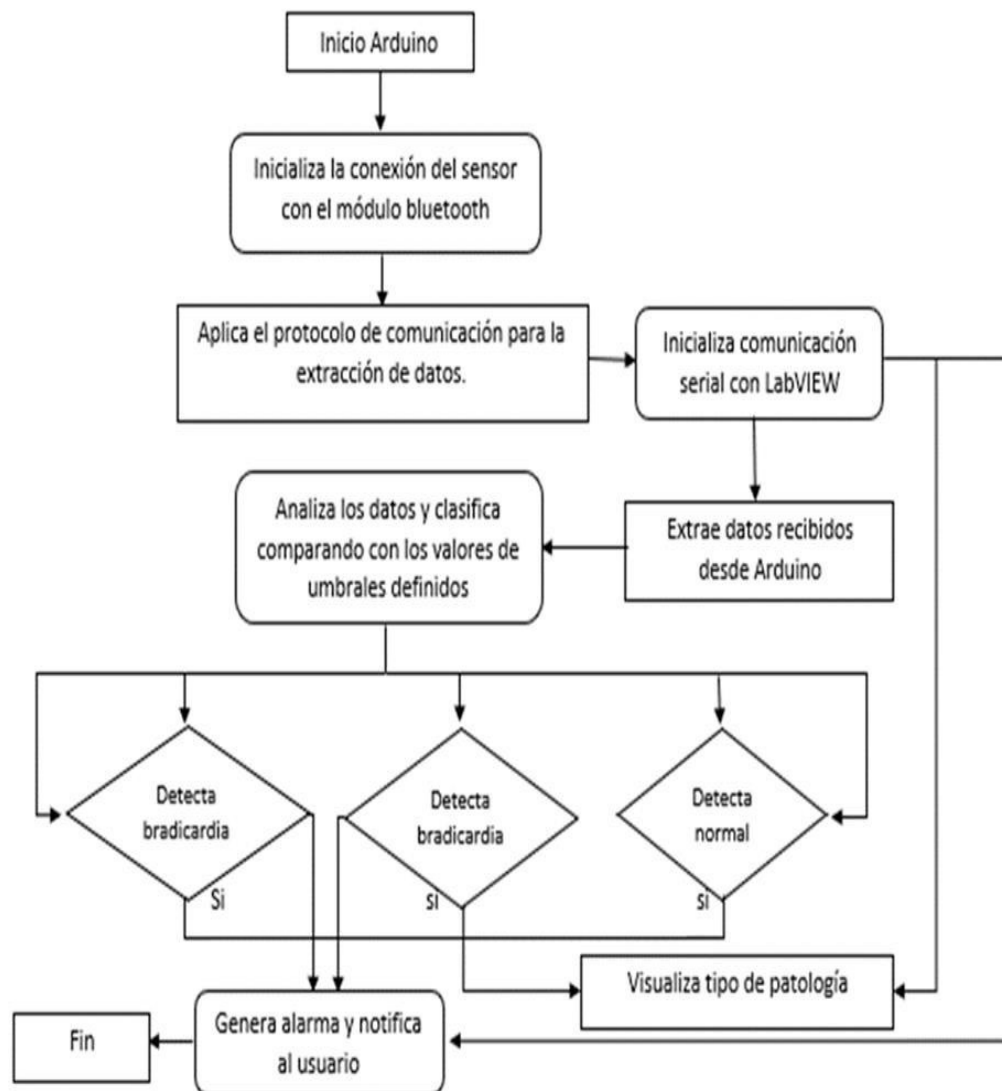 Inicio Arduino
Inicializa la conexión del sensor
con el módulo bluetooth
Aplica el protocolo de comunicación para la
extracción de datos.
Inicializa comunicación
serial con LabVIEW
Extrae datos recibidos
desde Arduino
Analiza los datos y clasifica
comparando con los valores de
umbrales definidos
Detecta
bradicardia
Si
Detecta
bradicardia
si
Detecta
normal
si
Visualiza tipo de patología
Genera alarma y notifica
al usuario
Fin